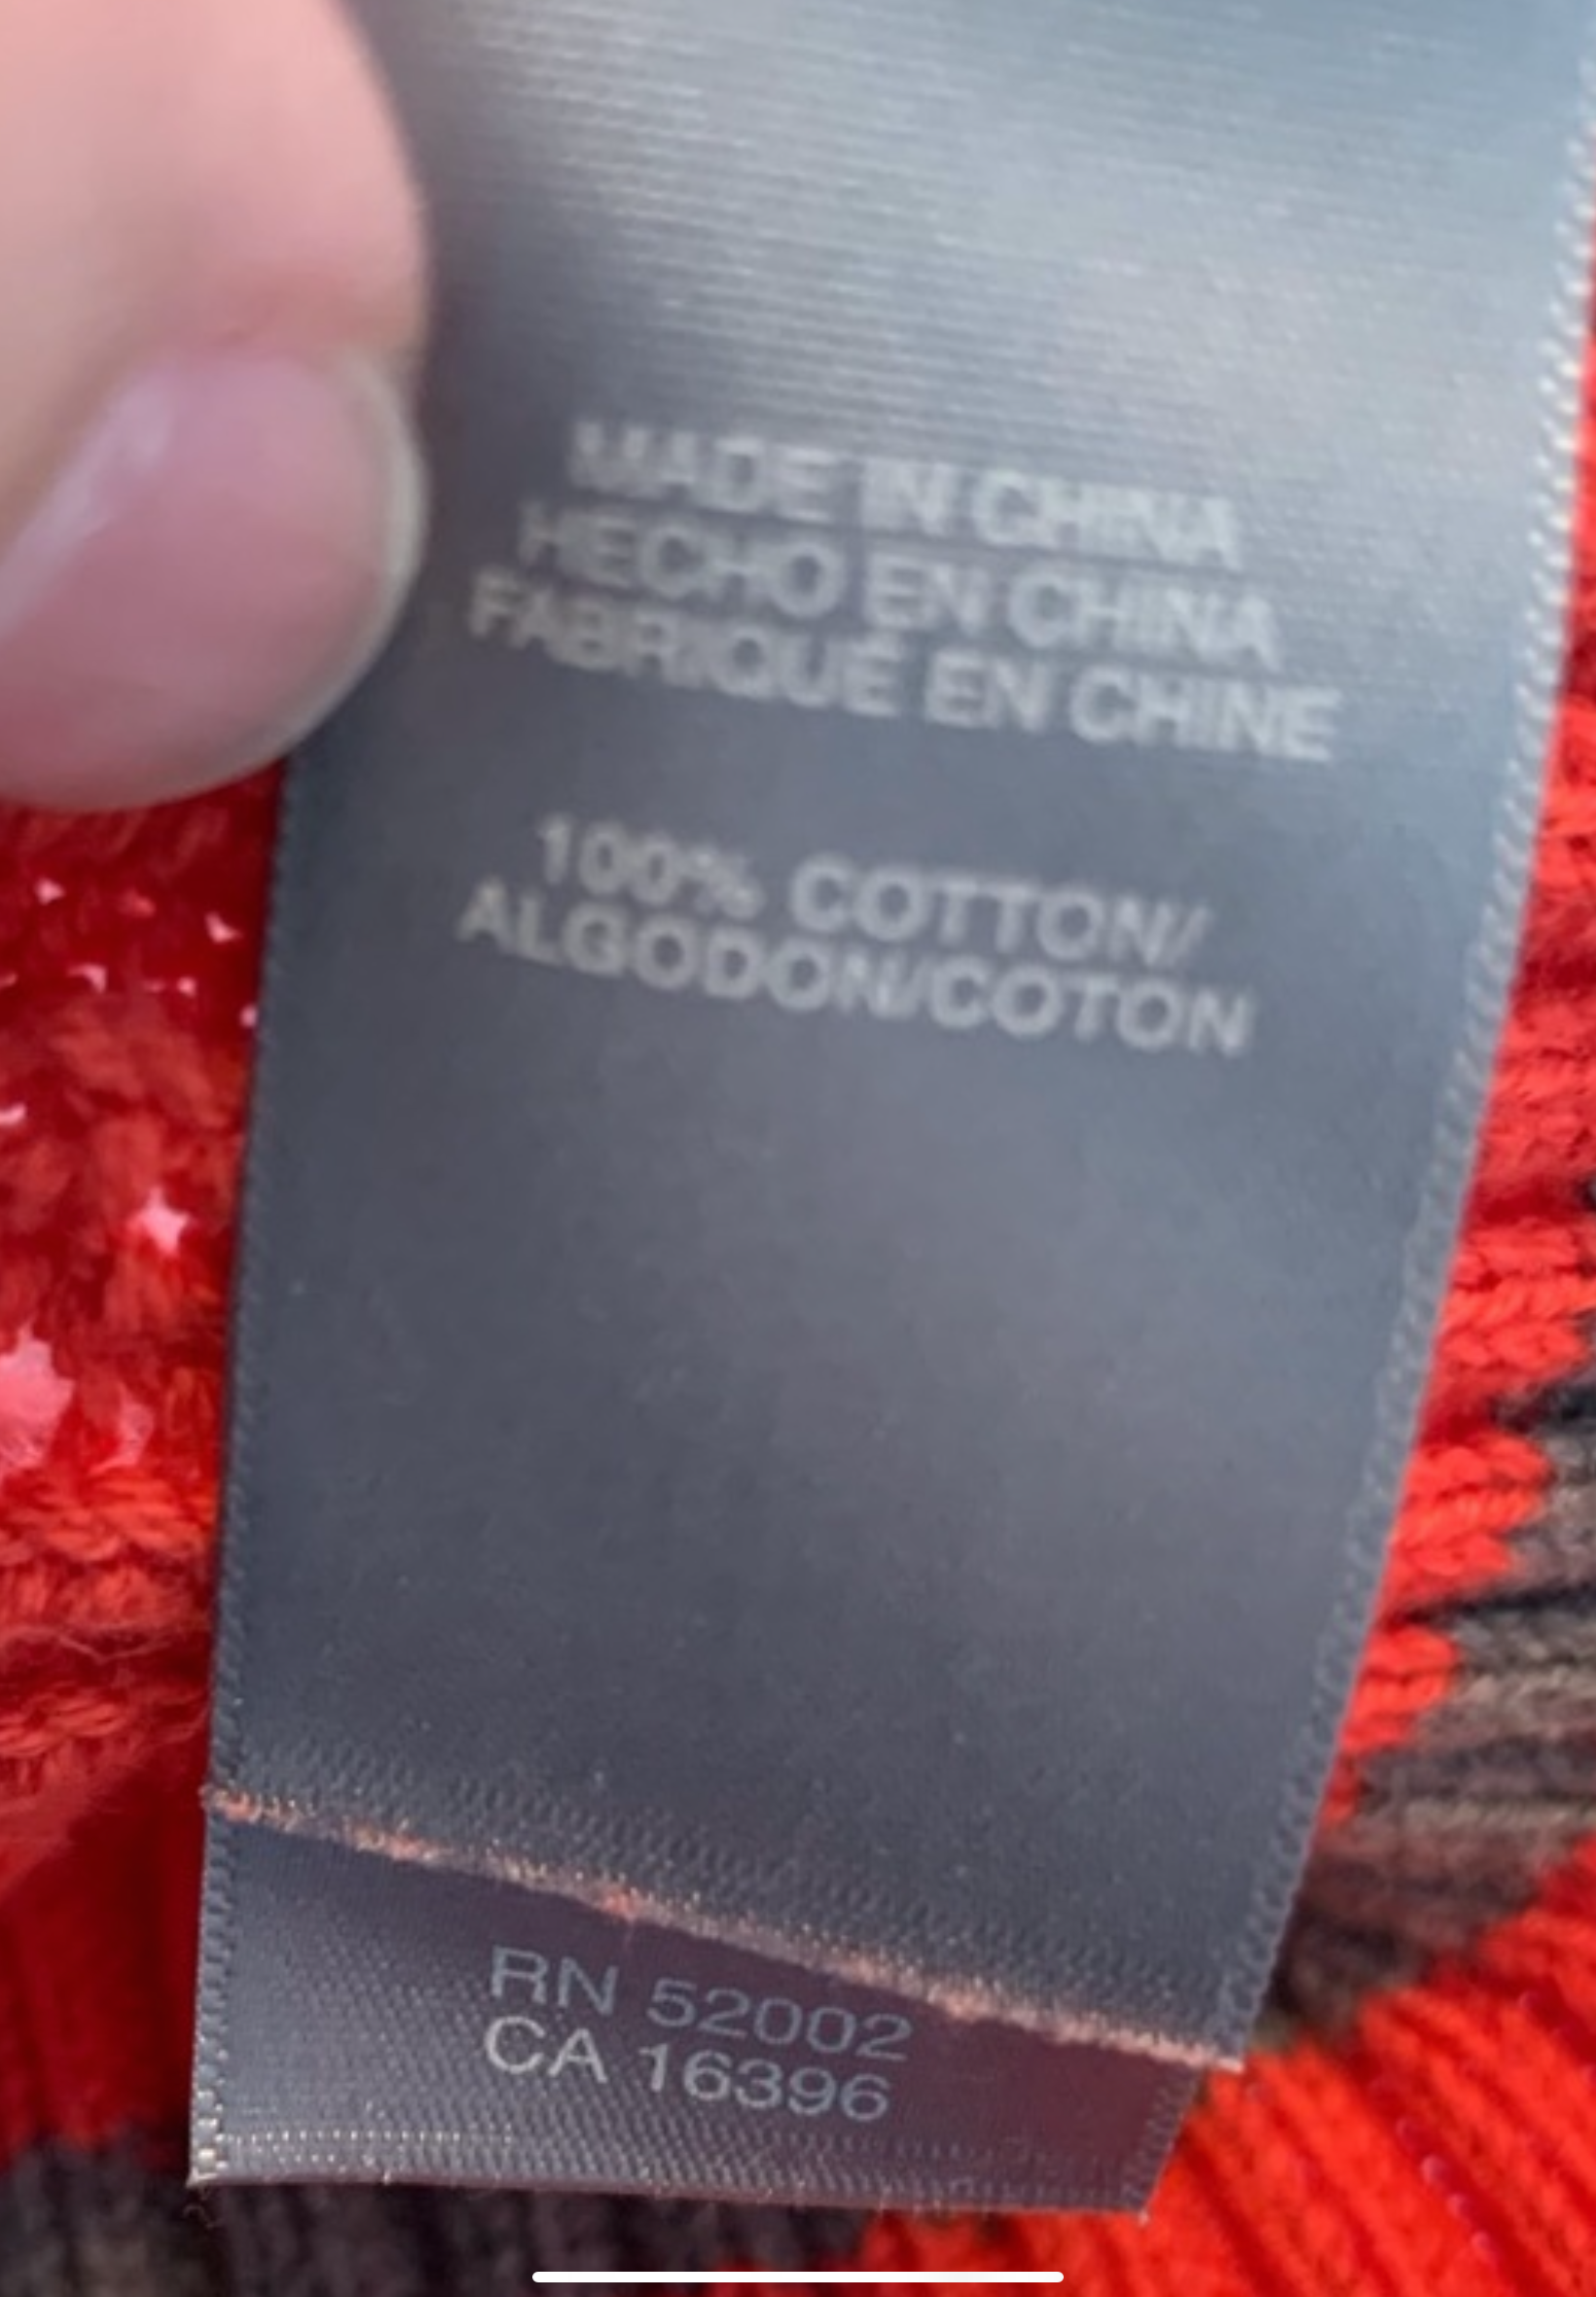 MADE IN CHINA
HECHO EN CHINA
FABRIQUÉ EN CHINE
100% COTTON/
ALGODON/COTON
RN 52002
CA 16396